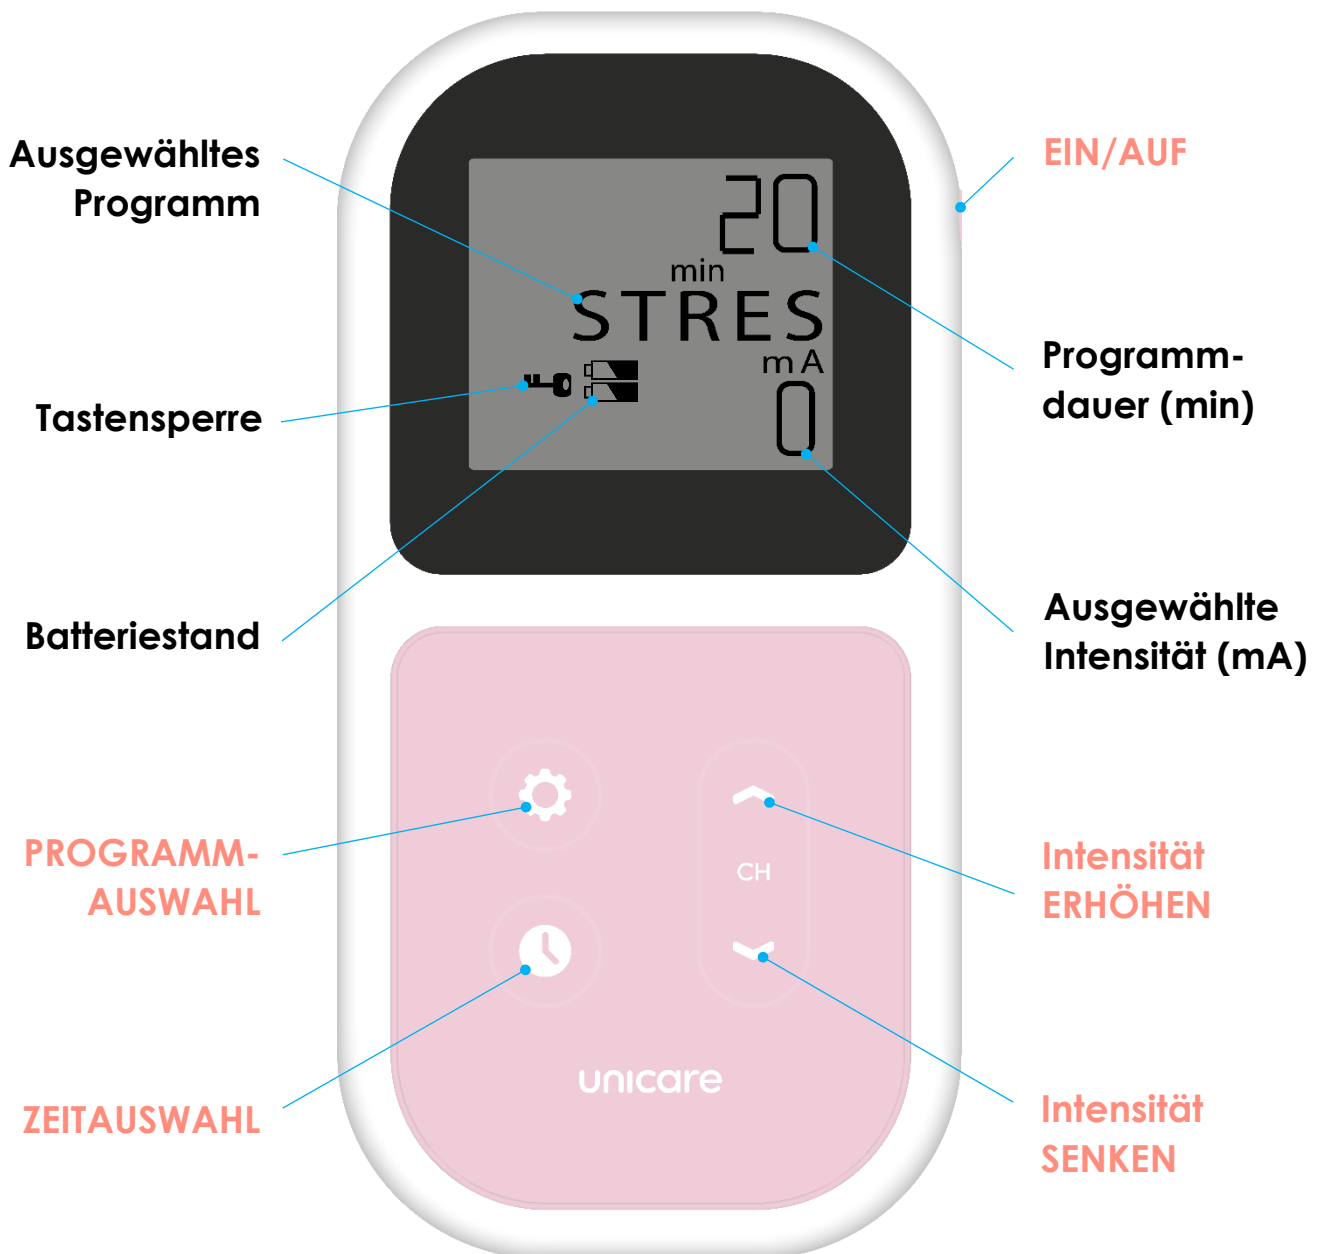 Ausgewähltes
Programm
Tastensperre
Batteriestand
PROGRAMM-
AUSWAHL
ZEITAUSWAHL
20
min
STRES
mA
0
CH
unicare
EIN/AUF
Programm-
dauer (min)
Ausgewählte
Intensität (mA)
Intensität
ERHÖHEN
Intensität
SENKEN